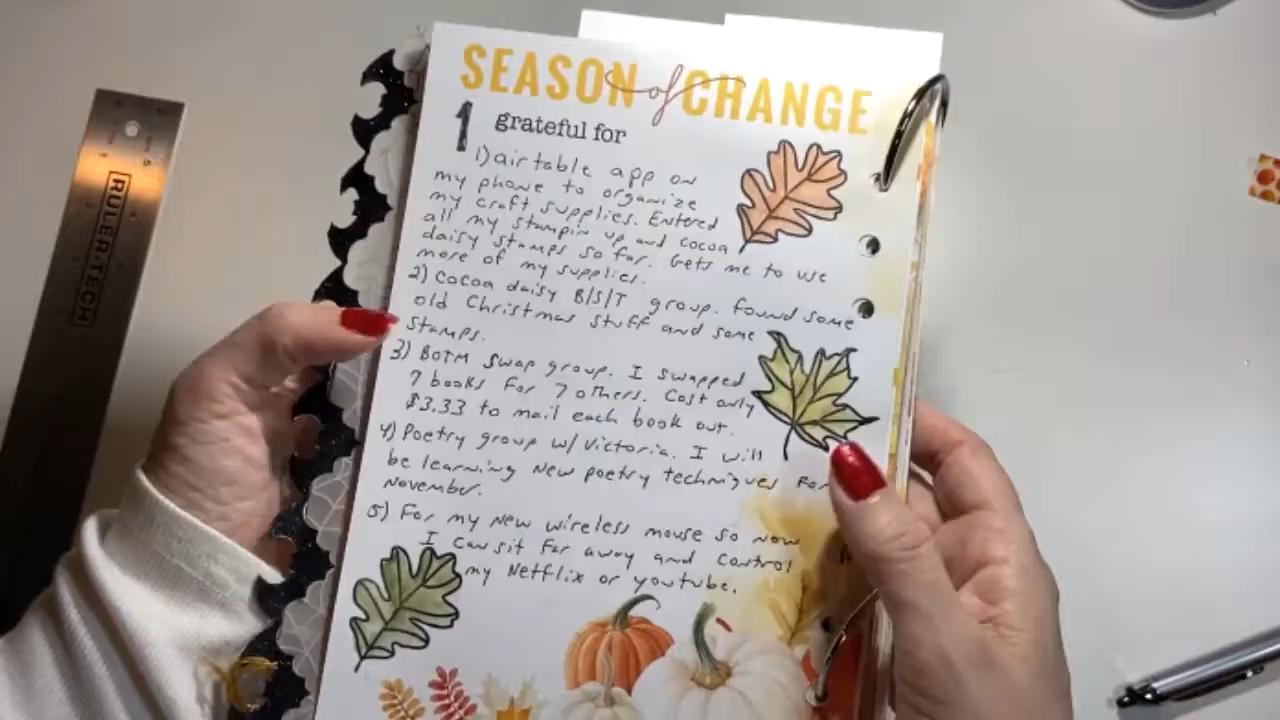 SEASON of CHANGE
1 grateful for
1) airtable app on
my phone to organize
my craft supplies. Entered
all my stampin up and cocoa
daisy stamps so far. Gets me to use
more of my supplies.
2) Cocoa daisy B/S/T group. Found some
old Christmas stuff and some
stamps.
3) BOTM swap group. I swapped
7 books for 7 others. Cost only
$3.33 to mail each book out.
4) Poetry group w/ Victoria. I will
be learning new poetry techniques for
November.
5) For my new wireless mouse so now
I can sit far away and control
my Netflix or youtube.
RULER·TECH